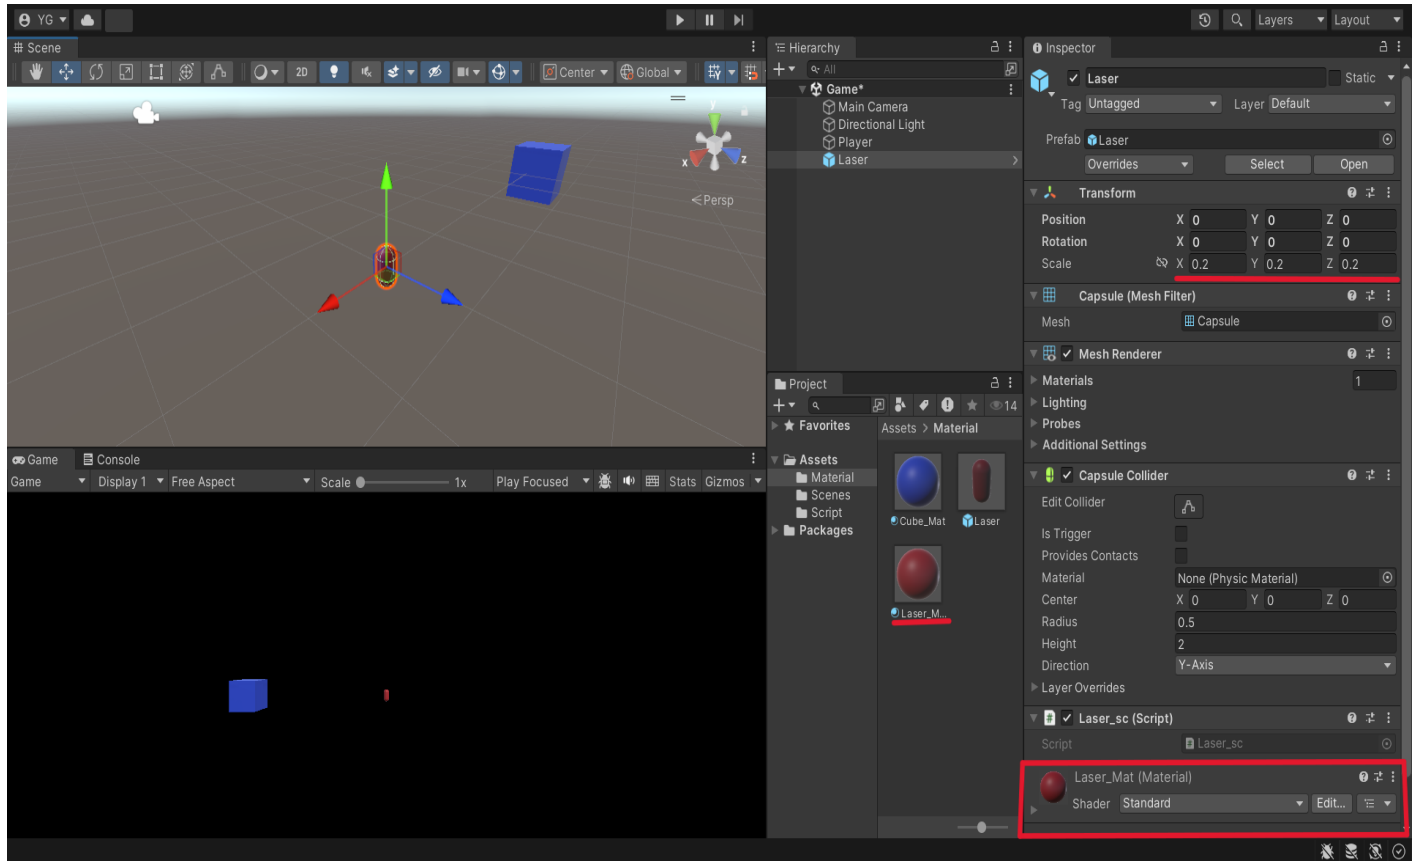 YG
Layers
Layout
Scene
2D
Center
Global
y
x
z
Persp
Game
Console
Game
Display 1
Free Aspect
Scale
1x
Play Focused
Stats
Gizmos
Hierarchy
All
Game*
Main Camera
Directional Light
Player
Laser
Project
14
Favorites
Assets
Material
Scenes
Script
Packages
Assets > Material
Cube_Mat
Laser
Laser_M...
Inspector
Laser
Static
Tag Untagged
Layer Default
Prefab Laser
Overrides
Select
Open
Transform
Position X 0 Y 0 Z 0
Rotation X 0 Y 0 Z 0
Scale X 0.2 Y 0.2 Z 0.2
Capsule (Mesh Filter)
Mesh Capsule
Mesh Renderer
Materials 1
Lighting
Probes
Additional Settings
Capsule Collider
Edit Collider
Is Trigger
Provides Contacts
Material None (Physic Material)
Center X 0 Y 0 Z 0
Radius 0.5
Height 2
Direction Y-Axis
Layer Overrides
# Laser_sc (Script)
Script Laser_sc
Laser_Mat (Material)
Shader Standard Edit...